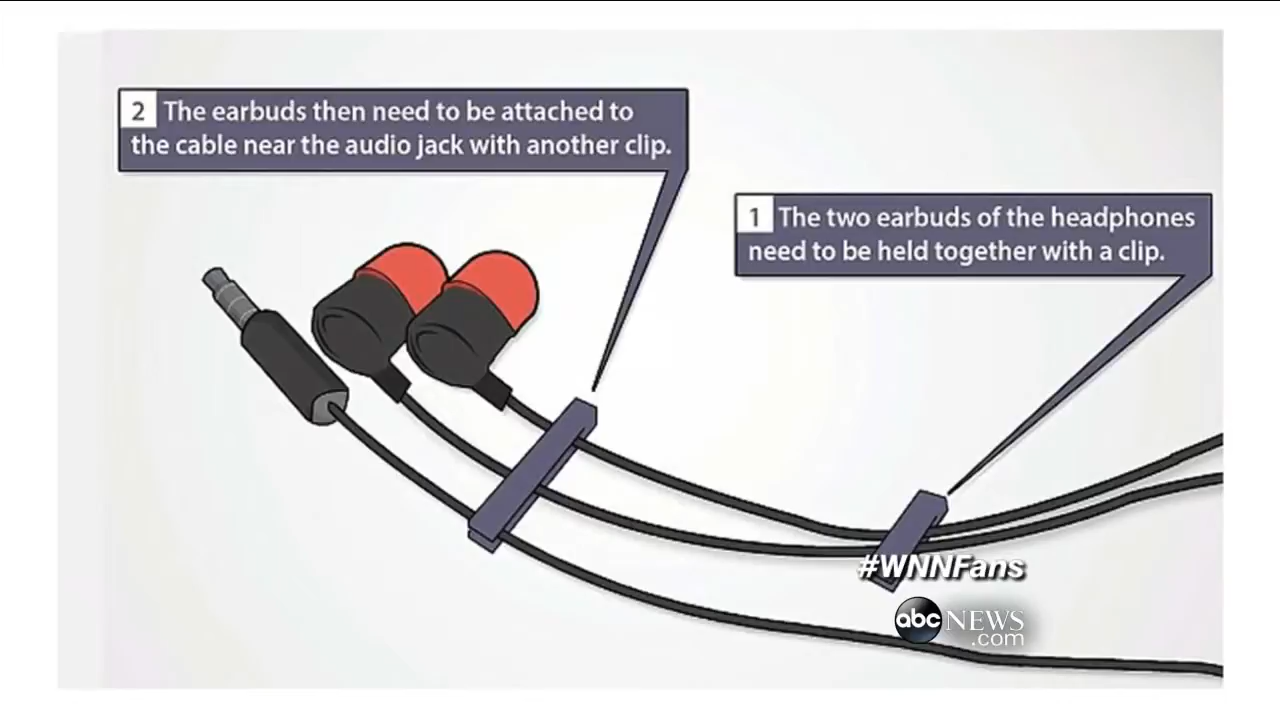 2 The earbuds then need to be attached to
the cable near the audio jack with another clip.
1 The two earbuds of the headphones
need to be held together with a clip.
#WNNFans
abc NEWS
.com